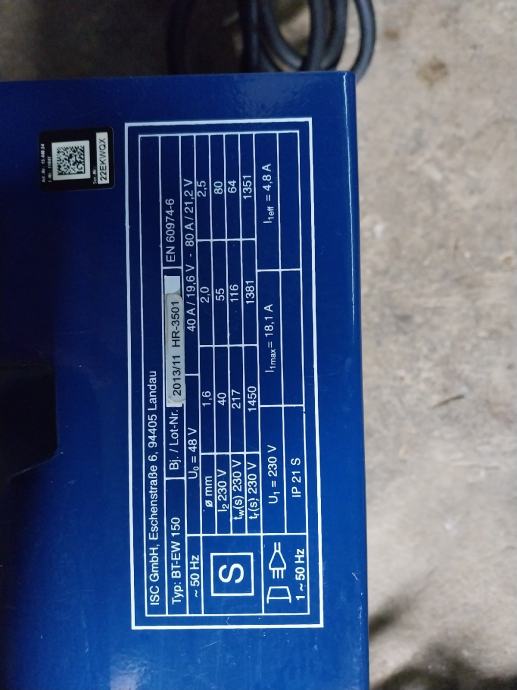 ISC GmbH, Eschenstraße 6, 94405 Landau
Typ: BT-EW 150 Bj. / Lot-Nr. 2013/11 HR-3501 EN 60974-6
~ 50 Hz U₀ = 48 V 40 A / 19,6 V - 80 A / 21,2 V
S
ø mm 1,6 2,0 2,5
I₂ 230 V 40 55 80
tw(s) 230 V 217 116 64
tr(s) 230 V 1450 1381 1351
1 ~ 50 Hz
U₁ = 230 V I1max = 18,1 A I1eff = 4,8 A
IP 21 S
22EKWQX